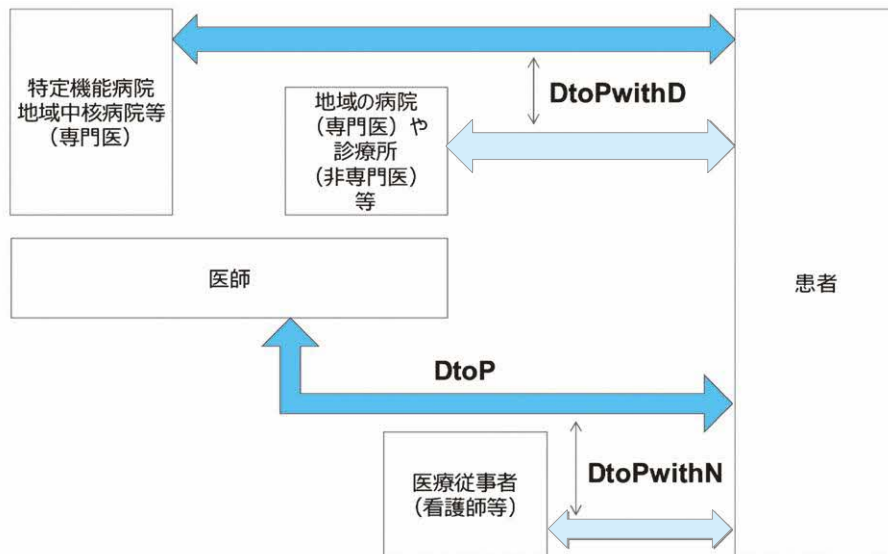 特定機能病院
地域中核病院等
（専門医）
地域の病院
（専門医）や
診療所
（非専門医）
等
DtoPwithD
医師
患者
DtoP
医療従事者
（看護師等）
DtoPwithN